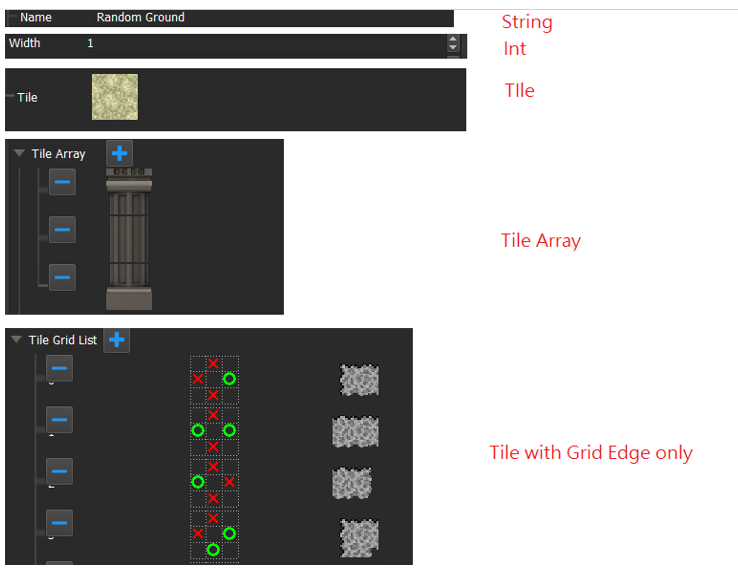 Name Random Ground
String
Width 1
Int
Tile
TIle
Tile Array
Tile Array
Tile Grid List
Tile with Grid Edge only